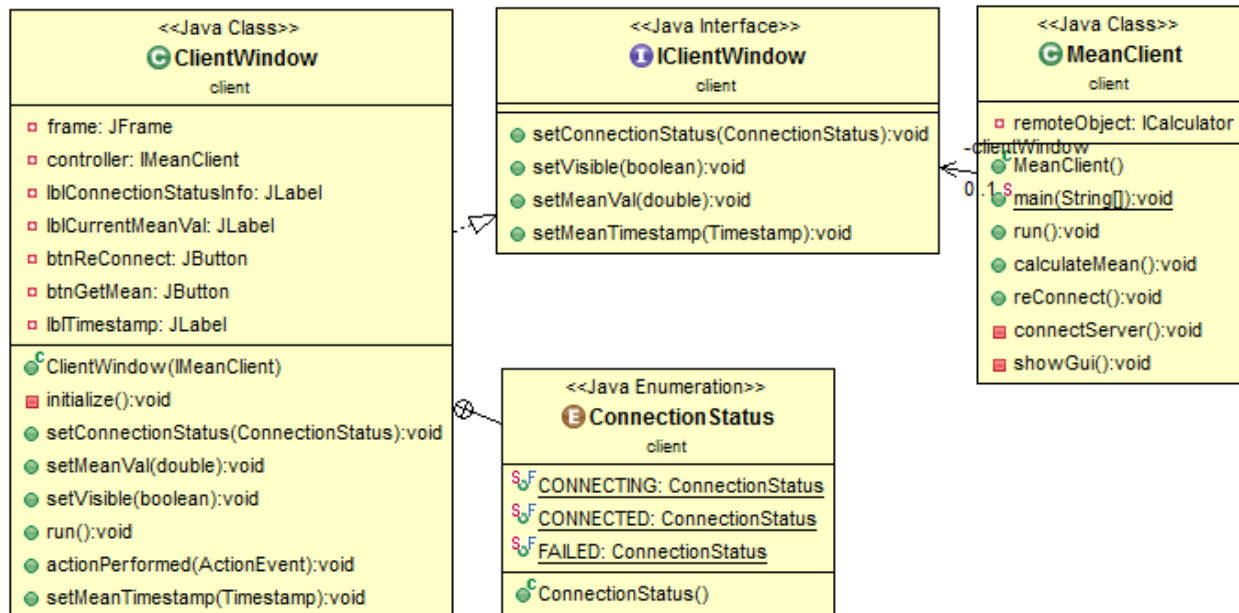 <<Java Class>>
ClientWindow
client
frame: JFrame
controller: IMeanClient
lblConnectionStatusInfo: JLabel
lblCurrentMeanVal: JLabel
btnReConnect: JButton
btnGetMean: JButton
lblTimestamp: JLabel
ClientWindow(IMeanClient)
initialize():void
setConnectionStatus(ConnectionStatus):void
setMeanVal(double):void
setVisible(boolean):void
run():void
actionPerformed(ActionEvent):void
setMeanTimestamp(Timestamp):void
<<Java Interface>>
IClientWindow
client
setConnectionStatus(ConnectionStatus):void
setVisible(boolean):void
setMeanVal(double):void
setMeanTimestamp(Timestamp):void
<<Java Enumeration>>
ConnectionStatus
client
CONNECTING: ConnectionStatus
CONNECTED: ConnectionStatus
FAILED: ConnectionStatus
ConnectionStatus()
<<Java Class>>
MeanClient
client
remoteObject: ICalculator
-clientWindow
0..1
MeanClient()
main(String[]):void
run():void
calculateMean():void
reConnect():void
connectServer():void
showGui():void